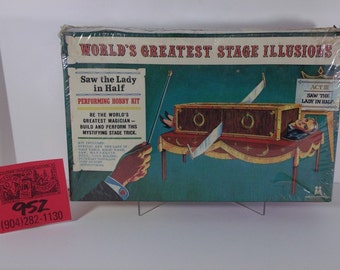 WORLD'S GREATEST STAGE ILLUSIONS
Saw the Lady
in Half
PERFORMING HOBBY KIT
BE THE WORLD'S
GREATEST MAGICIAN —
BUILD AND PERFORM THIS
MYSTIFYING STAGE TRICK.
ACT II
SAW THE
LADY IN HALF
952
(904)282-1130